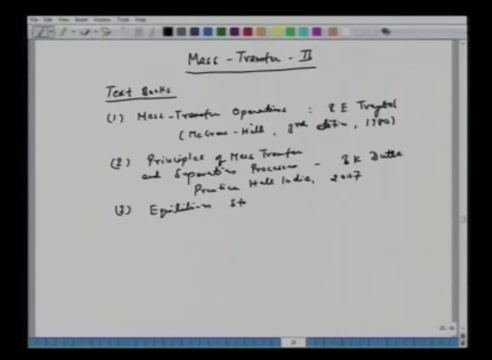 Mass-Transfer-II
Text Books
(1) Mass-Transfer Operations : R E Treybal
(McGraw-Hill, 3rd edition, 1980)
(2) Principles of Mass Transfer
and Separation Processes - B K Dutta
Prentice Hall India, 2007
(3) Equilibrium St